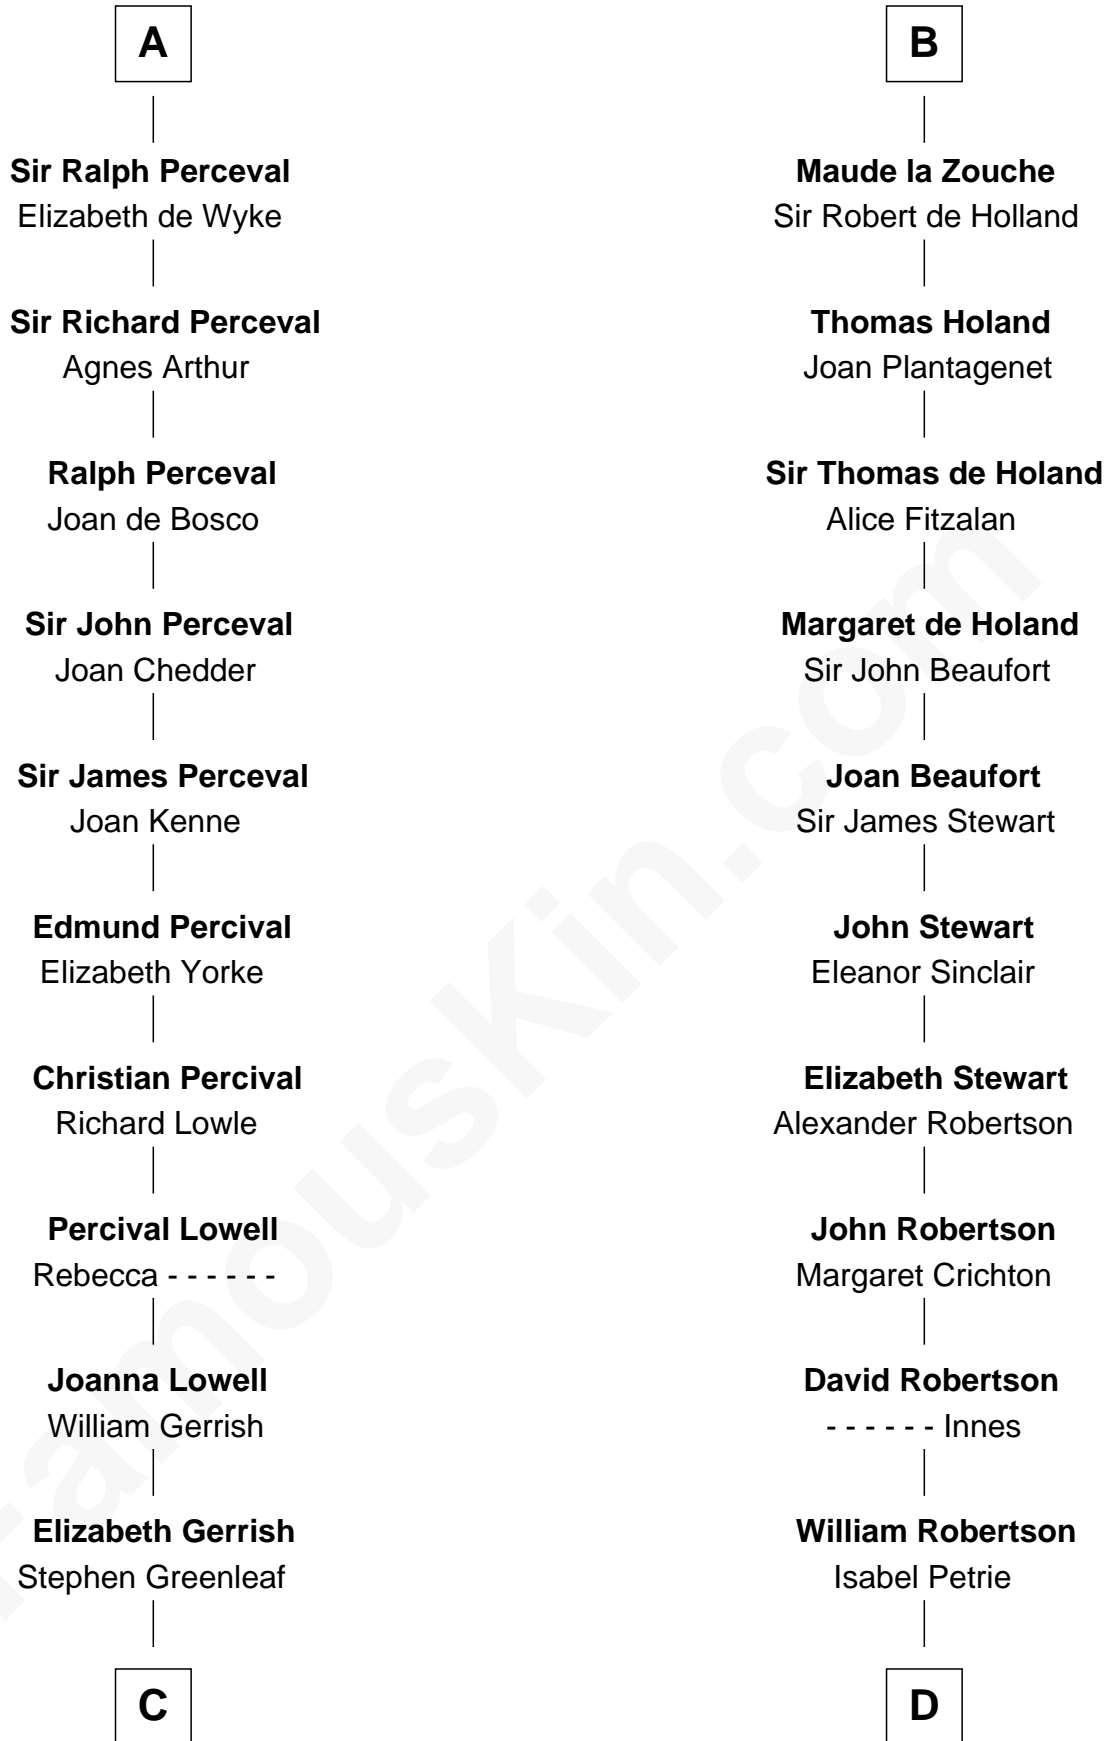 A
Sir Ralph Perceval
Elizabeth de Wyke
Sir Richard Perceval
Agnes Arthur
Ralph Perceval
Joan de Bosco
Sir John Perceval
Joan Chedder
Sir James Perceval
Joan Kenne
Edmund Percival
Elizabeth Yorke
Christian Percival
Richard Lowle
Percival Lowell
Rebecca - - - - - -
Joanna Lowell
William Gerrish
Elizabeth Gerrish
Stephen Greenleaf
C
B
Maude la Zouche
Sir Robert de Holland
Thomas Holand
Joan Plantagenet
Sir Thomas de Holand
Alice Fitzalan
Margaret de Holand
Sir John Beaufort
Joan Beaufort
Sir James Stewart
John Stewart
Eleanor Sinclair
Elizabeth Stewart
Alexander Robertson
John Robertson
Margaret Crichton
David Robertson
- - - - - - Innes
William Robertson
Isabel Petrie
D
FamousKin.com